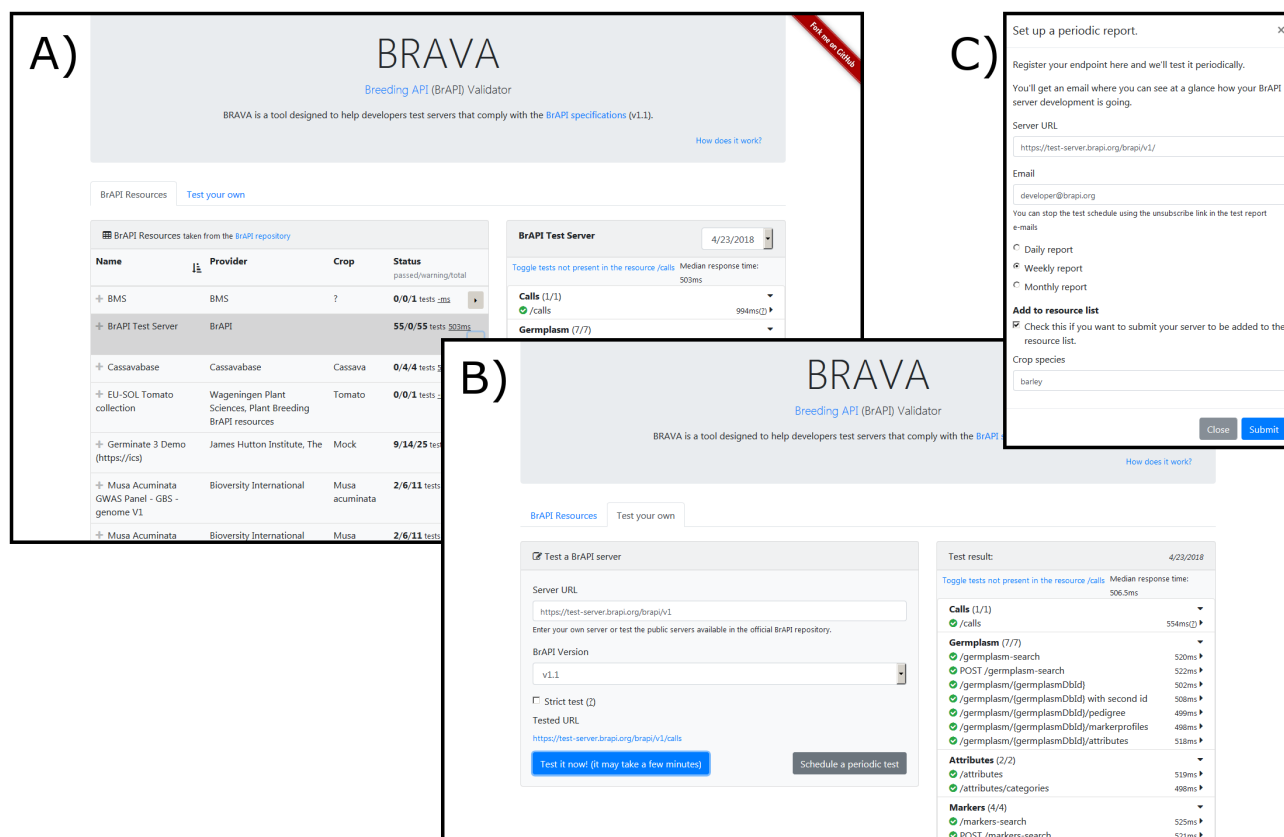 A)
Fork me on GitHub
BRAVA
Breeding API (BrAPI) Validator
BRAVA is a tool designed to help developers test servers that comply with the BrAPI specifications (v1.1).
How does it work?
BrAPI Resources Test your own
BrAPI Resources taken from the BrAPI repository
Name Provider Crop Status
passed/warning/total
BMS BMS ? 0/0/1 tests -ms
BrAPI Test Server BrAPI 55/0/55 tests 503ms
Cassavabase Cassavabase Cassava 0/4/4 tests
EU-SOL Tomato Wageningen Plant Tomato 0/0/1 tests
collection Sciences, Plant Breeding
BrAPI resources
Germinate 3 Demo James Hutton Institute, The Mock 9/14/25
(https://ics)
Musa Acuminata Bioversity International Musa 2/6/11 tests
GWAS Panel - GBS - acuminata
genome V1
Musa Acuminata Bioversity International Musa 2/6/11 tests
BrAPI Test Server 4/23/2018
Toggle tests not present in the resource /calls Median response time:
503ms
Calls (1/1)
/calls 994ms(?)
Germplasm (7/7)
B)
BRAVA
Breeding API (BrAPI) Validator
BRAVA is a tool designed to help developers test servers that comply with the BrAPI
How does it work?
BrAPI Resources Test your own
Test a BrAPI server
Server URL
https://test-server.brapi.org/brapi/v1
Enter your own server or test the public servers available in the official BrAPI repository.
BrAPI Version
v1.1
Strict test (?)
Tested URL
https://test-server.brapi.org/brapi/v1/calls
Test it now! (it may take a few minutes) Schedule a periodic test
Test result: 4/23/2018
Toggle tests not present in the resource /calls Median response time:
506.5ms
Calls (1/1)
/calls 554ms(?)
Germplasm (7/7)
/germplasm-search 520ms
POST /germplasm-search 522ms
/germplasm/{germplasmDbId} 502ms
/germplasm/{germplasmDbId} with second id 508ms
/germplasm/{germplasmDbId}/pedigree 499ms
/germplasm/{germplasmDbId}/markerprofiles 498ms
/germplasm/{germplasmDbId}/attributes 518ms
Attributes (2/2)
/attributes 519ms
/attributes/categories 498ms
Markers (4/4)
/markers-search 525ms
POST /markers-search 521ms
C)
Set up a periodic report. ×
Register your endpoint here and we'll test it periodically.
You'll get an email where you can see at a glance how your BrAPI
server development is going.
Server URL
https://test-server.brapi.org/brapi/v1/
Email
developer@brapi.org
You can stop the test schedule using the unsubscribe link in the test report
e-mails
Daily report
Weekly report
Monthly report
Add to resource list
Check this if you want to submit your server to be added to the
resource list.
Crop species
barley
Close Submit